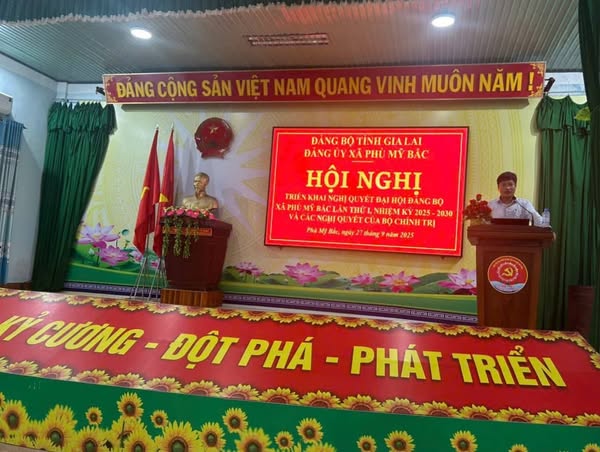 ĐẢNG CỘNG SẢN VIỆT NAM QUANG VINH MUÔN NĂM !
ĐẢNG BỘ TỈNH GIA LAI
ĐẢNG ỦY XÃ PHÙ MỸ BẮC
HỘI NGHỊ
TRIỂN KHAI NGHỊ QUYẾT ĐẠI HỘI ĐẢNG BỘ
XÃ PHÙ MỸ BẮC LẦN THỨ I, NHIỆM KỲ 2025 - 2030
VÀ CÁC NGHỊ QUYẾT CỦA BỘ CHÍNH TRỊ
Phù Mỹ Bắc, ngày 27 tháng 9 năm 2025
KỶ CƯƠNG - ĐỘT PHÁ - PHÁT TRIỂN